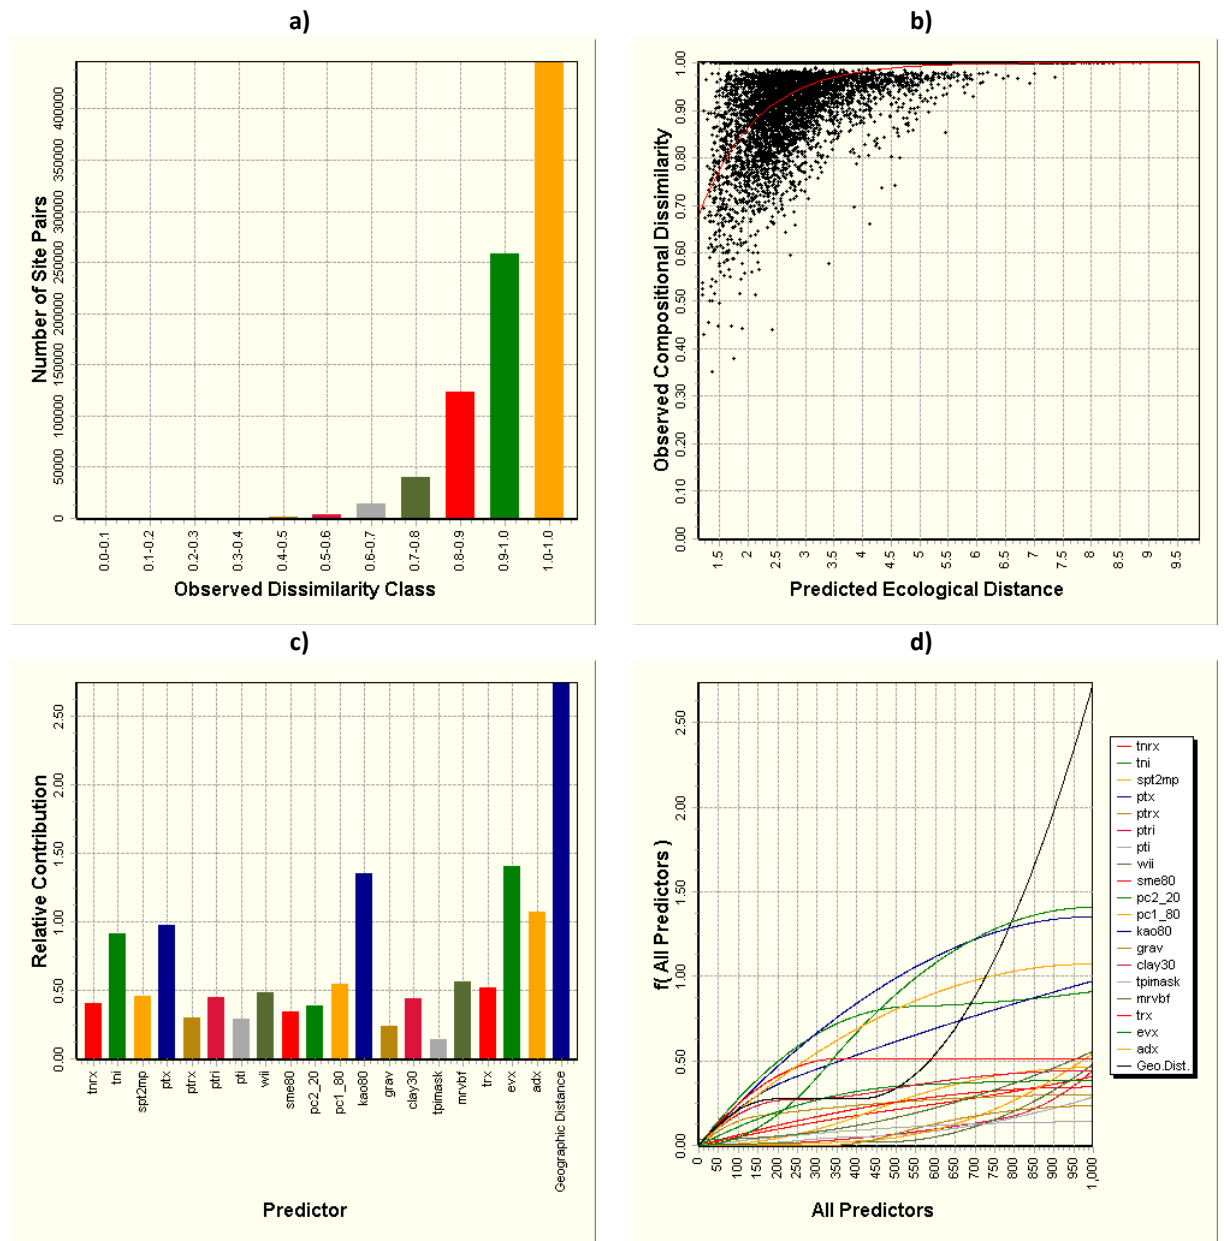 a)
Number of Site Pairs
400000
350000
300000
250000
200000
150000
100000
50000
0
0.0-0.1
0.1-0.2
0.2-0.3
0.3-0.4
0.4-0.5
0.5-0.6
0.6-0.7
0.7-0.8
0.8-0.9
0.9-1.0
1.0-1.0
Observed Dissimilarity Class
b)
Observed Compositional Dissimilarity
1.00
0.90
0.80
0.70
0.60
0.50
0.40
0.30
0.20
0.10
0.00
1.5
2
2.5
3
3.5
4
4.5
5
5.5
6
6.5
7
7.5
8
8.5
9
9.5
Predicted Ecological Distance
c)
Relative Contribution
2.50
2.00
1.50
1.00
0.50
0.00
tnrx
tni
spt2mp
ptx
ptrx
ptri
pti
wii
sme80
pc2_20
pc1_80
kao80
grav
clay30
tpimask
mrvbf
trx
evx
adx
Geographic Distance
Predictor
d)
f( All Predictors )
2.50
2.00
1.50
1.00
0.50
0.00
0
50
100
150
200
250
300
350
400
450
500
550
600
650
700
750
800
850
900
950
1,000
All Predictors
tnrx
tni
spt2mp
ptx
ptrx
ptri
pti
wii
sme80
pc2_20
pc1_80
kao80
grav
clay30
tpimask
mrvbf
trx
evx
adx
Geo.Dist.